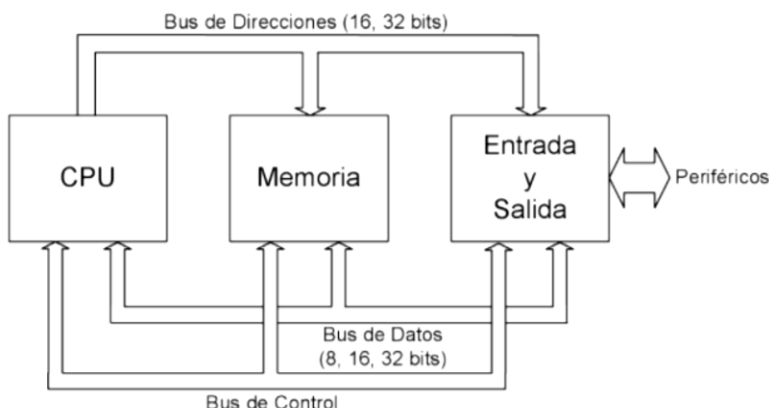 Bus de Direcciones (16, 32 bits)
CPU
Memoria
Entrada
y
Salida
Periféricos
Bus de Datos
(8, 16, 32 bits)
Bus de Control